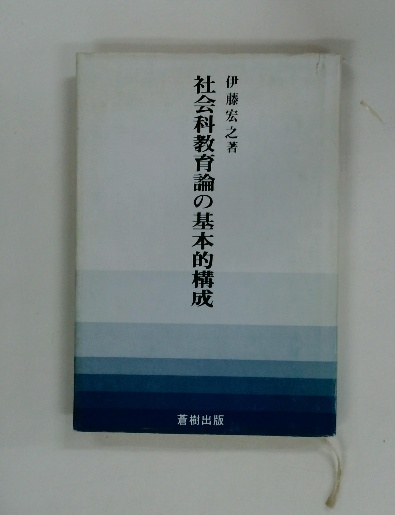 伊藤宏之著
社会科教育論の基本的構成
蒼樹出版